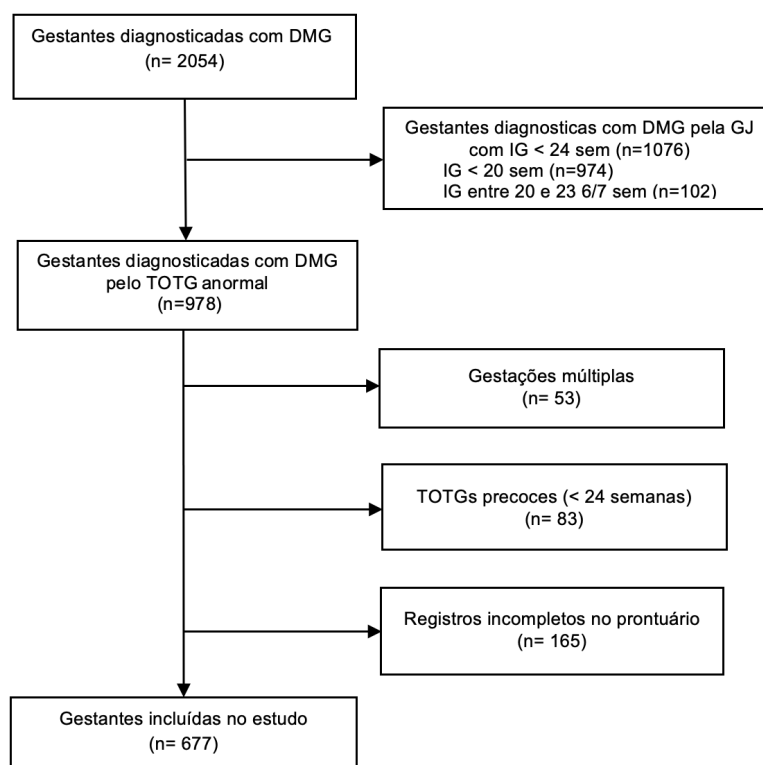 Gestantes diagnosticadas com DMG
(n= 2054)
Gestantes diagnosticas com DMG pela GJ
com IG < 24 sem (n=1076)
IG < 20 sem (n=974)
IG entre 20 e 23 6/7 sem (n=102)
Gestantes diagnosticadas com DMG
pelo TOTG anormal
(n=978)
Gestações múltiplas
(n= 53)
TOTGs precoces (< 24 semanas)
(n= 83)
Registros incompletos no prontuário
(n= 165)
Gestantes incluídas no estudo
(n= 677)